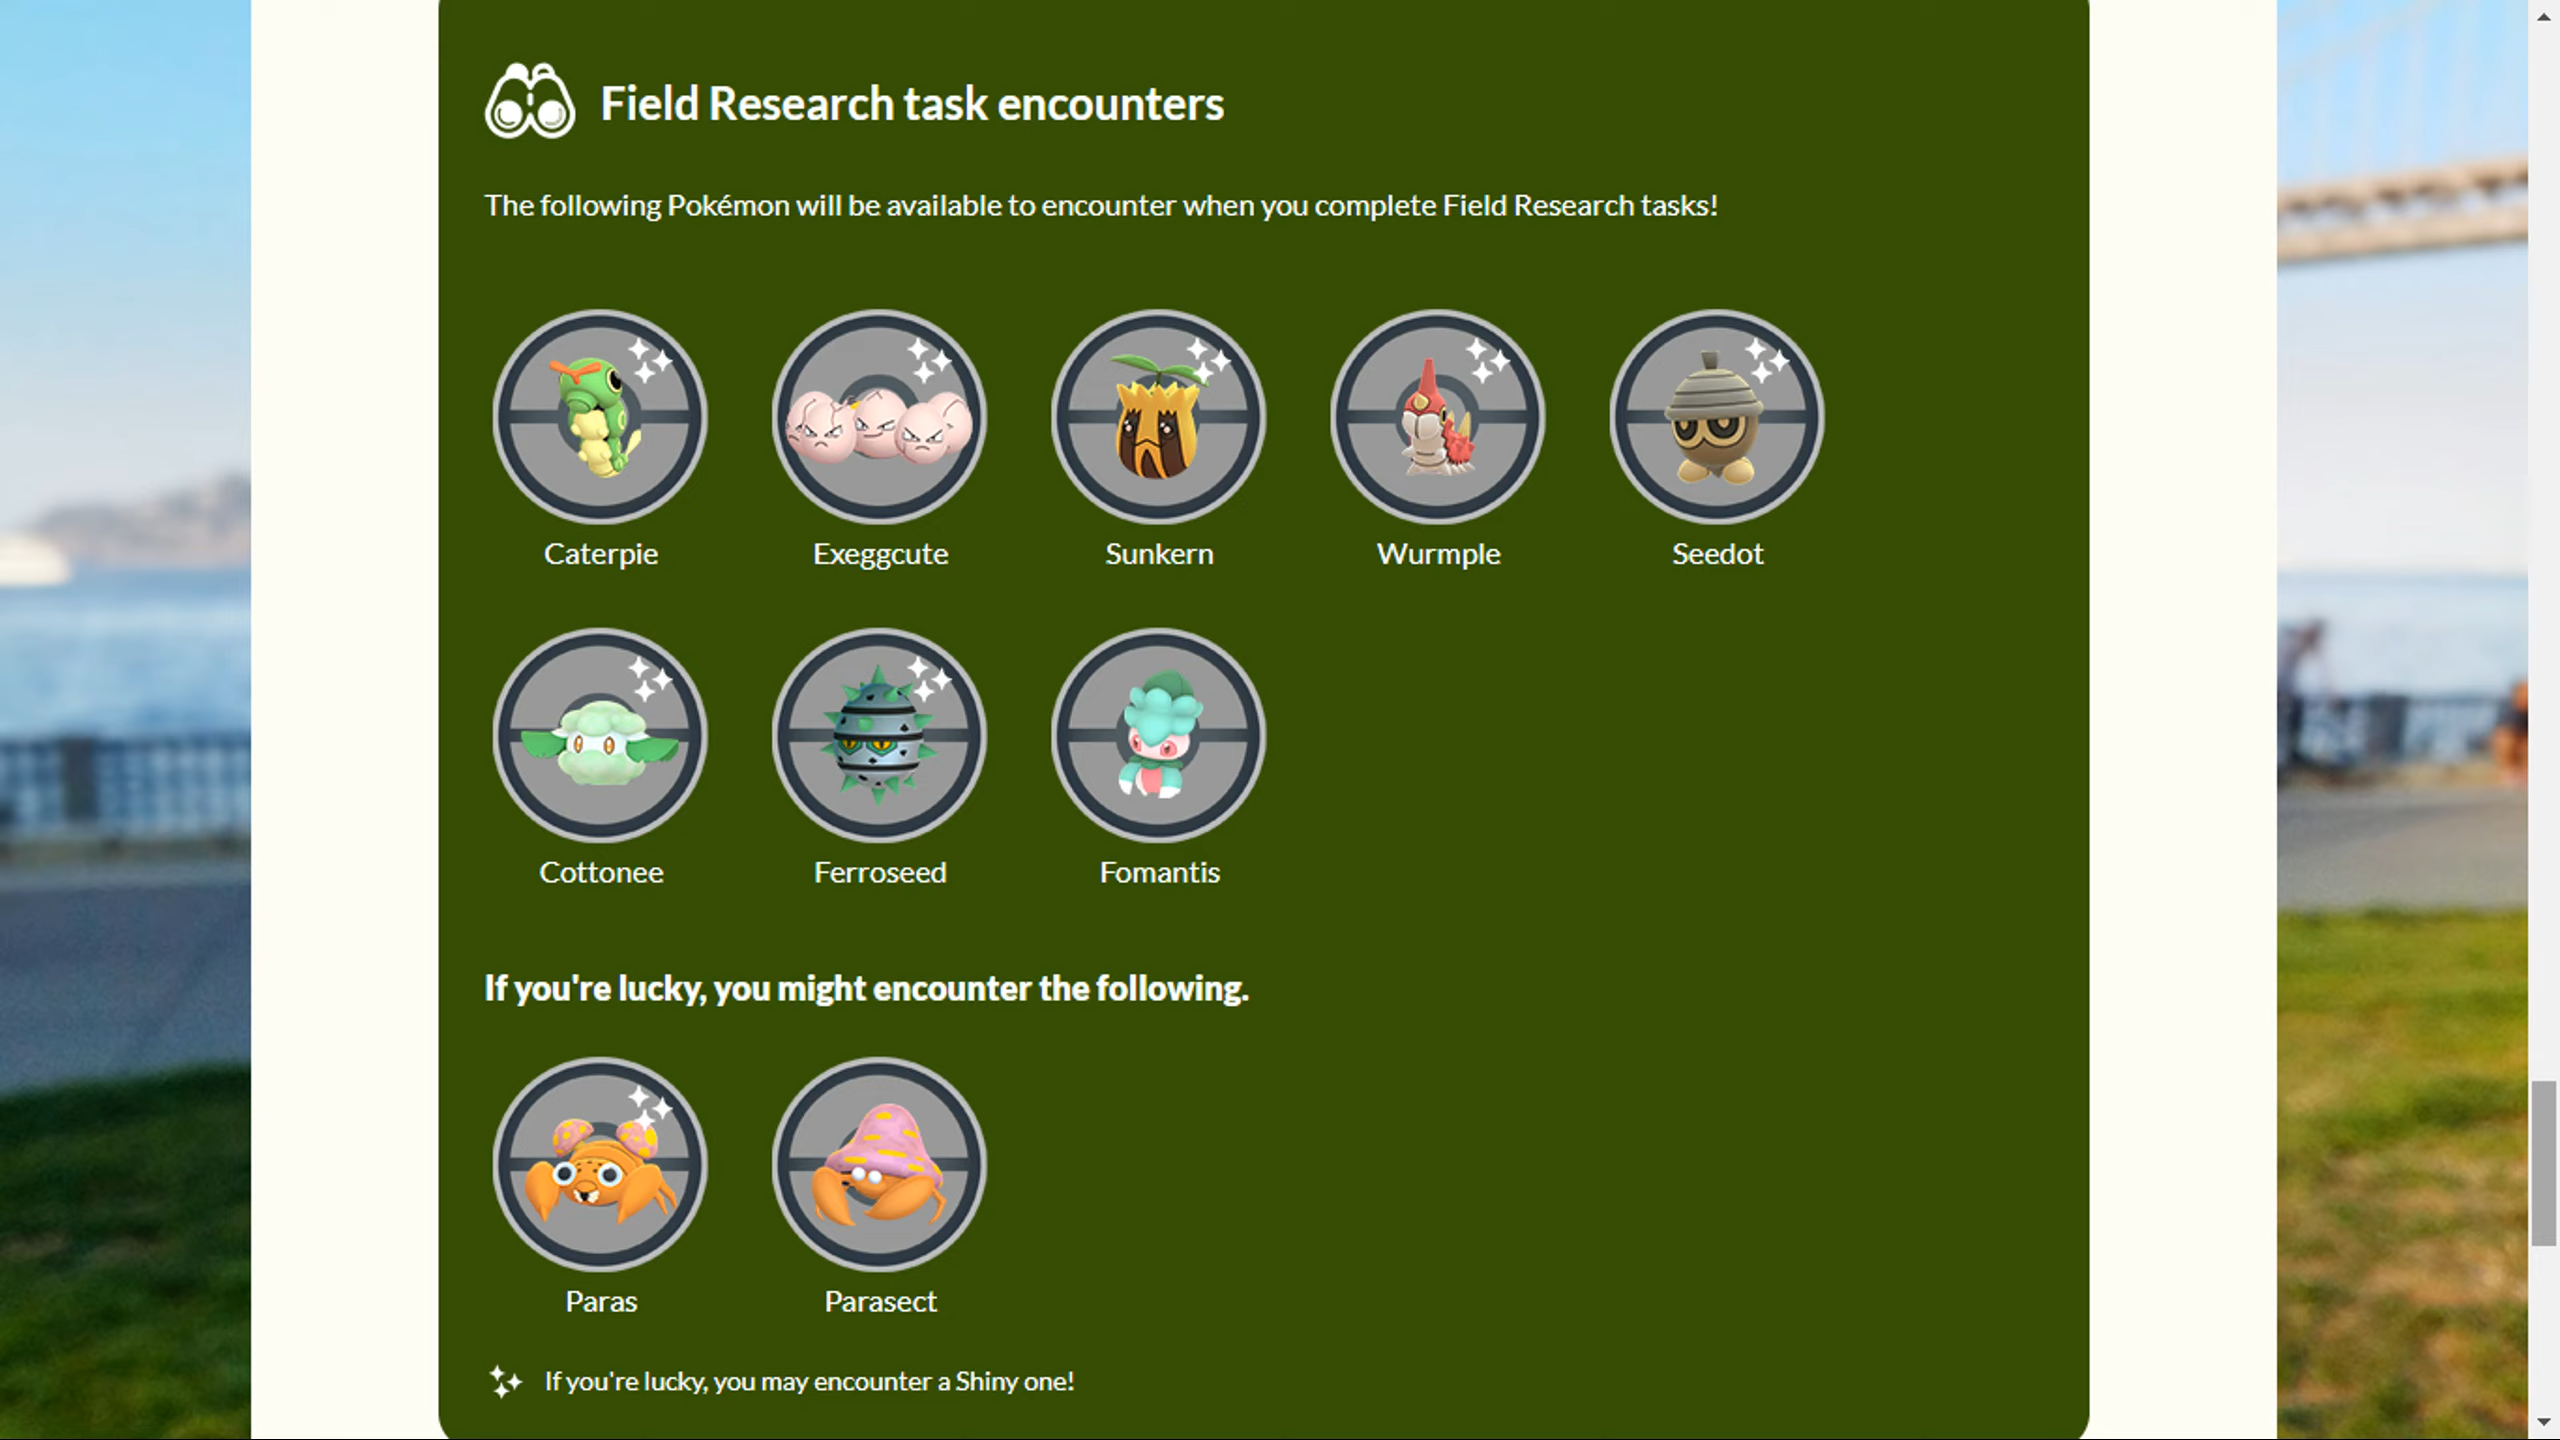 Field Research task encounters
The following Pokémon will be available to encounter when you complete Field Research tasks!
Caterpie Exeggcute Sunkern Wurmple Seedot
Cottonee Ferroseed Fomantis
If you're lucky, you might encounter the following.
Paras Parasect
If you're lucky, you may encounter a Shiny one!